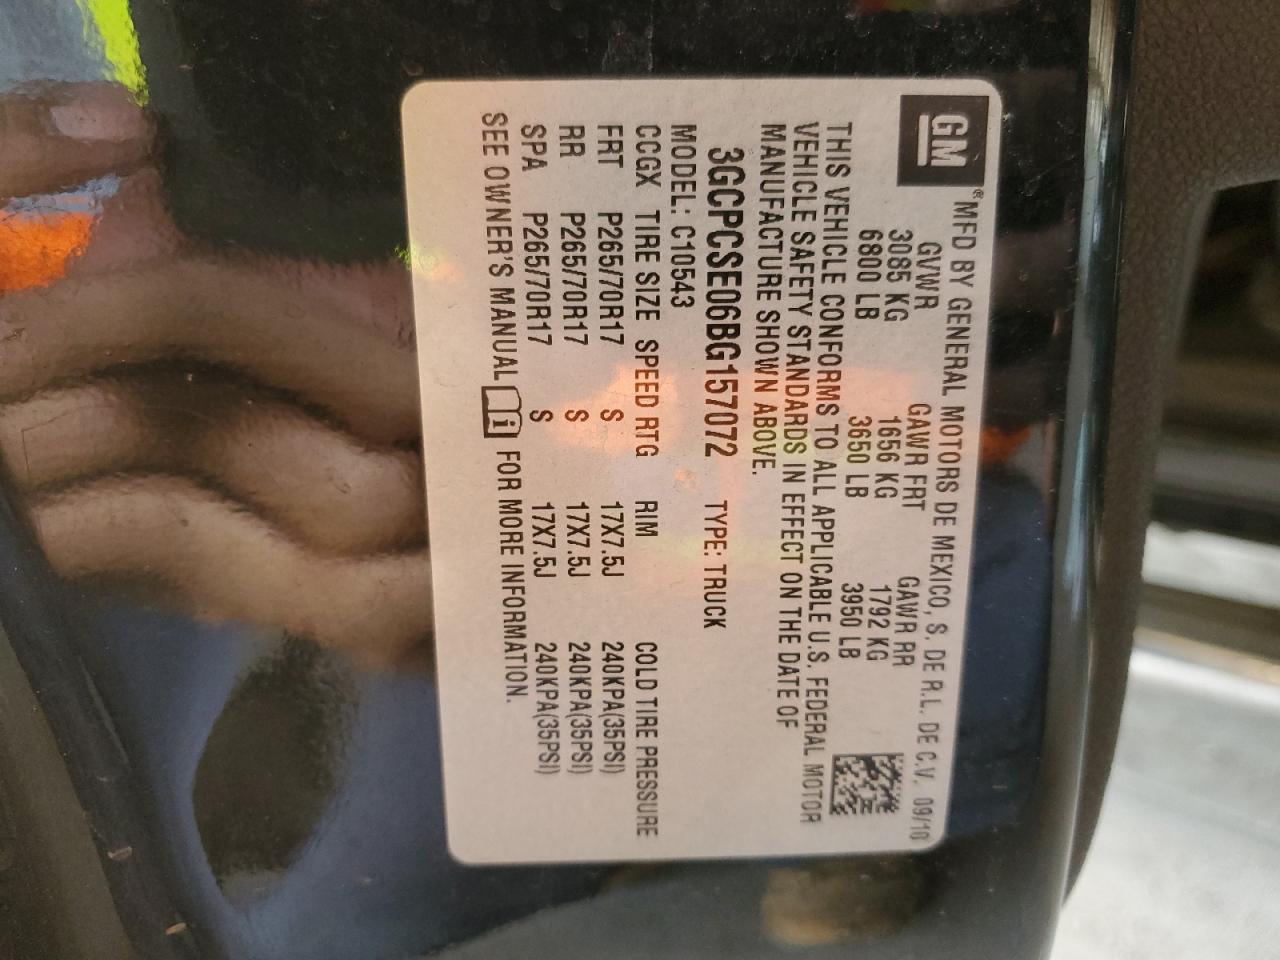 GM
®MFD BY GENERAL MOTORS DE MEXICO, S. DE R.L. DE C.V. 09/10
GVWR GAWR FRT GAWR RR
3085 KG 1656 KG 1792 KG
6800 LB 3650 LB 3950 LB
THIS VEHICLE CONFORMS TO ALL APPLICABLE U.S. FEDERAL MOTOR
VEHICLE SAFETY STANDARDS IN EFFECT ON THE DATE OF
MANUFACTURE SHOWN ABOVE.
3GCPCSE06BG157072 TYPE: TRUCK
MODEL: C10543
CCGX TIRE SIZE SPEED RTG RIM COLD TIRE PRESSURE
FRT P265/70R17 S 17X7.5J 240KPA(35PSI)
RR P265/70R17 S 17X7.5J 240KPA(35PSI)
SPA P265/70R17 S 17X7.5J 240KPA(35PSI)
SEE OWNER'S MANUAL i FOR MORE INFORMATION.